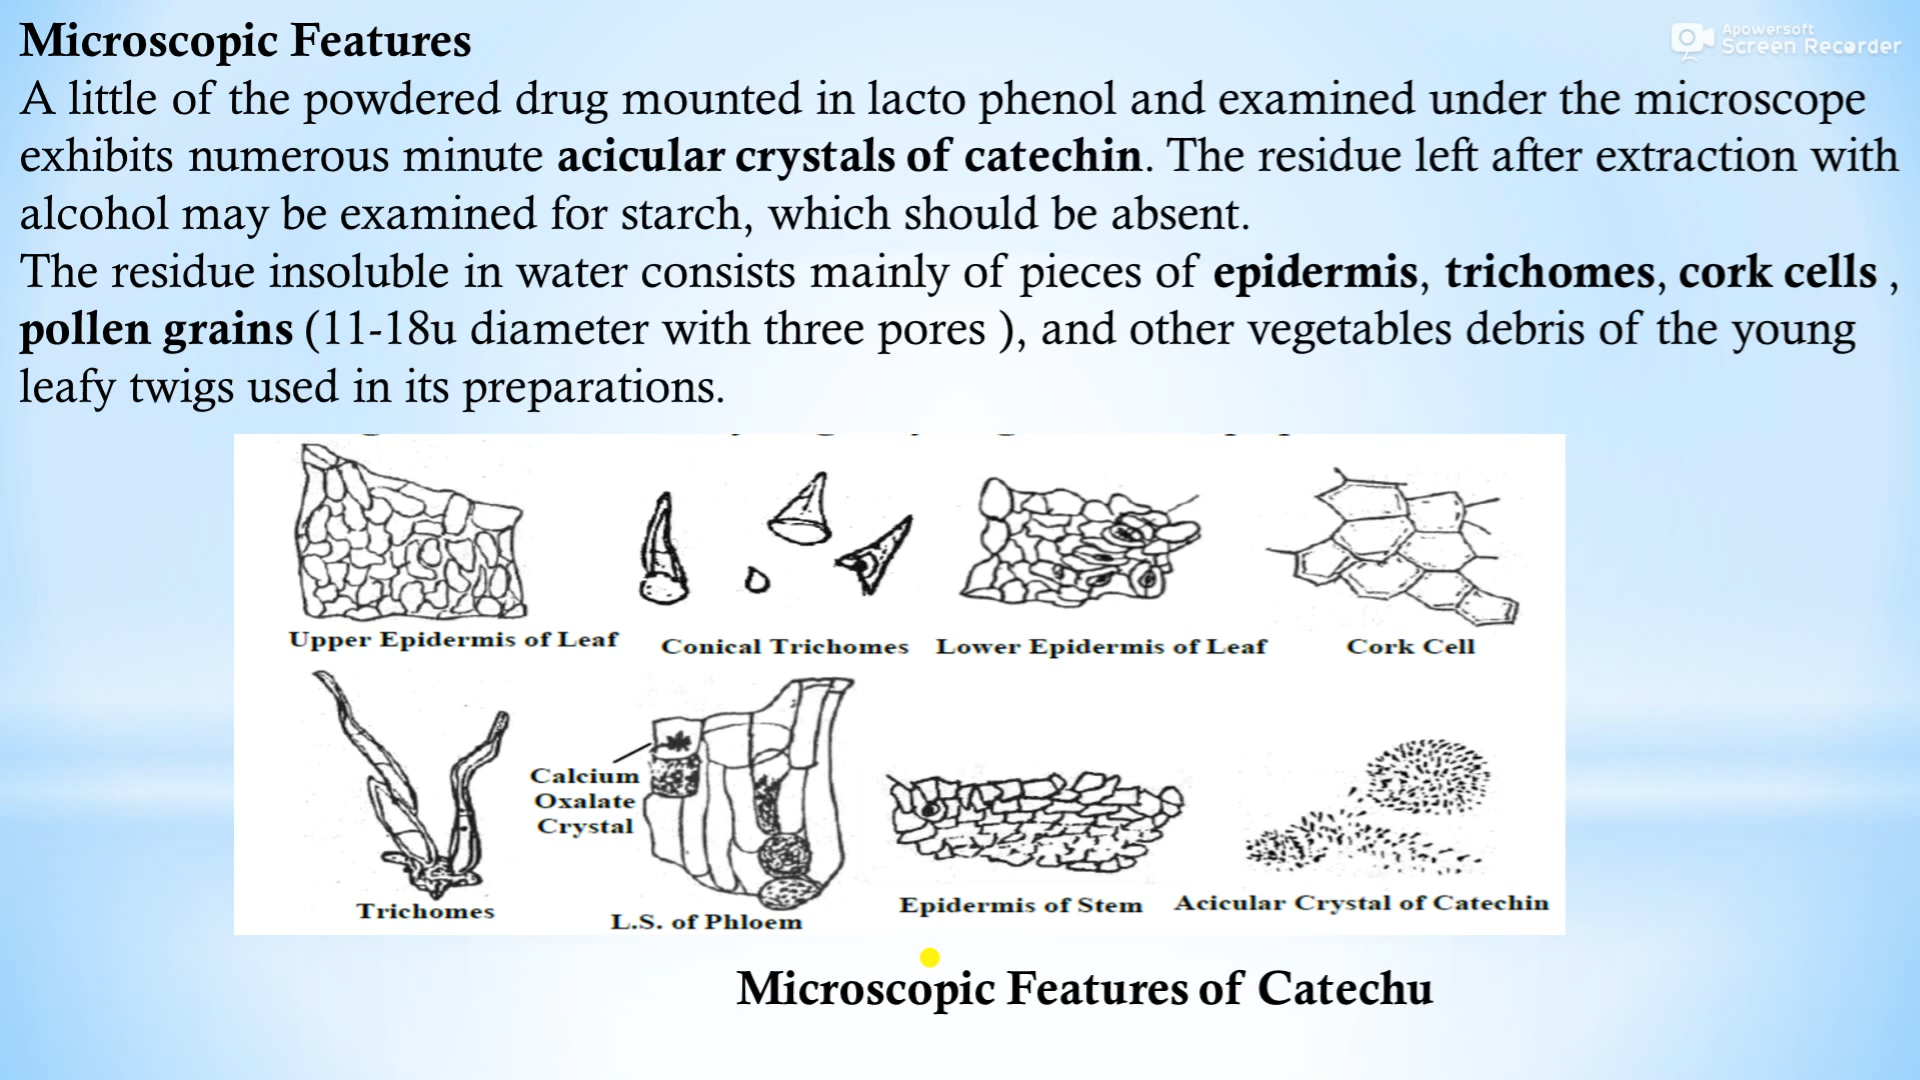 Microscopic Features
Apowersoft
Screen Recorder
A little of the powdered drug mounted in lacto phenol and examined under the microscope
exhibits numerous minute acicular crystals of catechin. The residue left after extraction with
alcohol may be examined for starch, which should be absent.
The residue insoluble in water consists mainly of pieces of epidermis, trichomes, cork cells ,
pollen grains (11-18u diameter with three pores ), and other vegetables debris of the young
leafy twigs used in its preparations.
Upper Epidermis of Leaf
Conical Trichomes
Lower Epidermis of Leaf
Cork Cell
Calcium
Oxalate
Crystal
Trichomes
L.S. of Phloem
Epidermis of Stem
Acicular Crystal of Catechin
Microscopic Features of Catechu